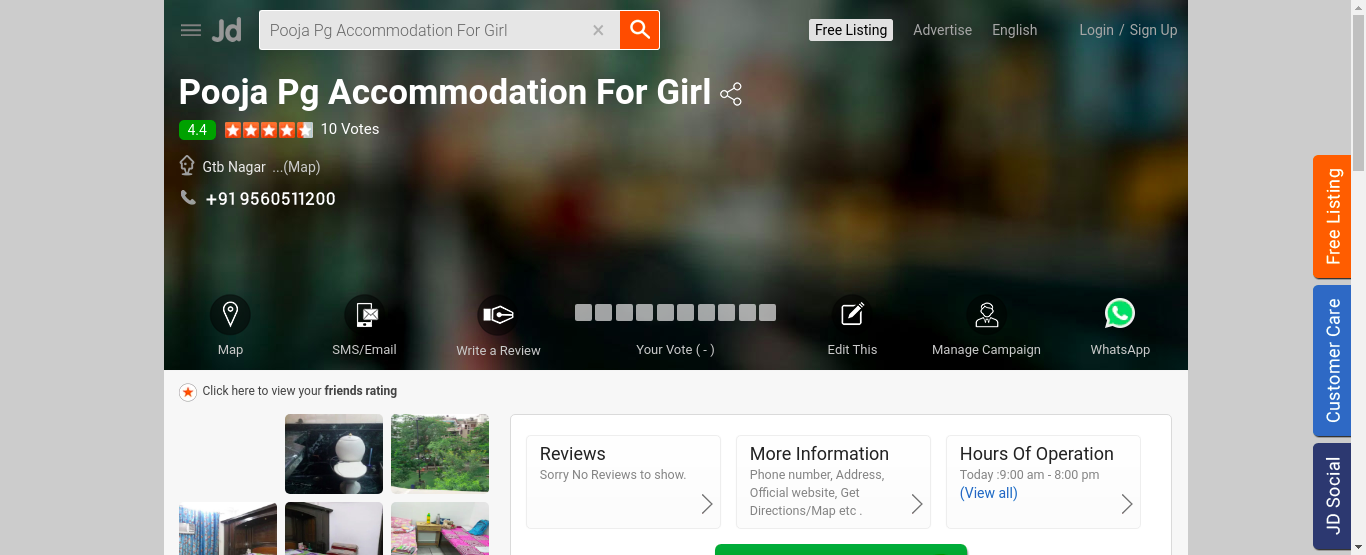 Jd
Pooja Pg Accommodation For Girl
Free Listing
Advertise
English
Login / Sign Up
Pooja Pg Accommodation For Girl
4.4
10 Votes
Gtb Nagar ...(Map)
+91 9560511200
Map
SMS/Email
Write a Review
Your Vote ( - )
Edit This
Manage Campaign
WhatsApp
Click here to view your friends rating
Reviews
Sorry No Reviews to show.
More Information
Phone number, Address,
Official website, Get
Directions/Map etc .
Hours Of Operation
Today :9:00 am - 8:00 pm
(View all)
Free Listing
Customer Care
JD Social